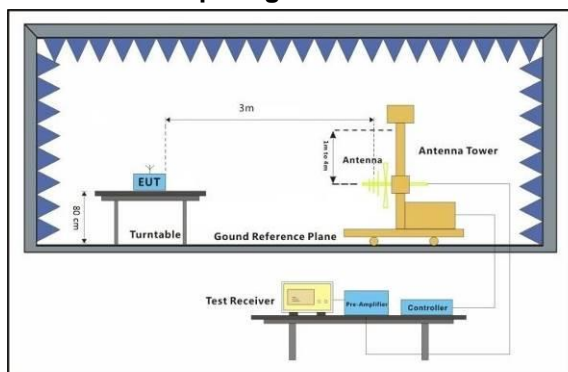 3m
1m to 4m
Antenna
Antenna Tower
EUT
80 cm
Turntable
Gound Reference Plane
Test Receiver
Pre-Amplifier
Controller